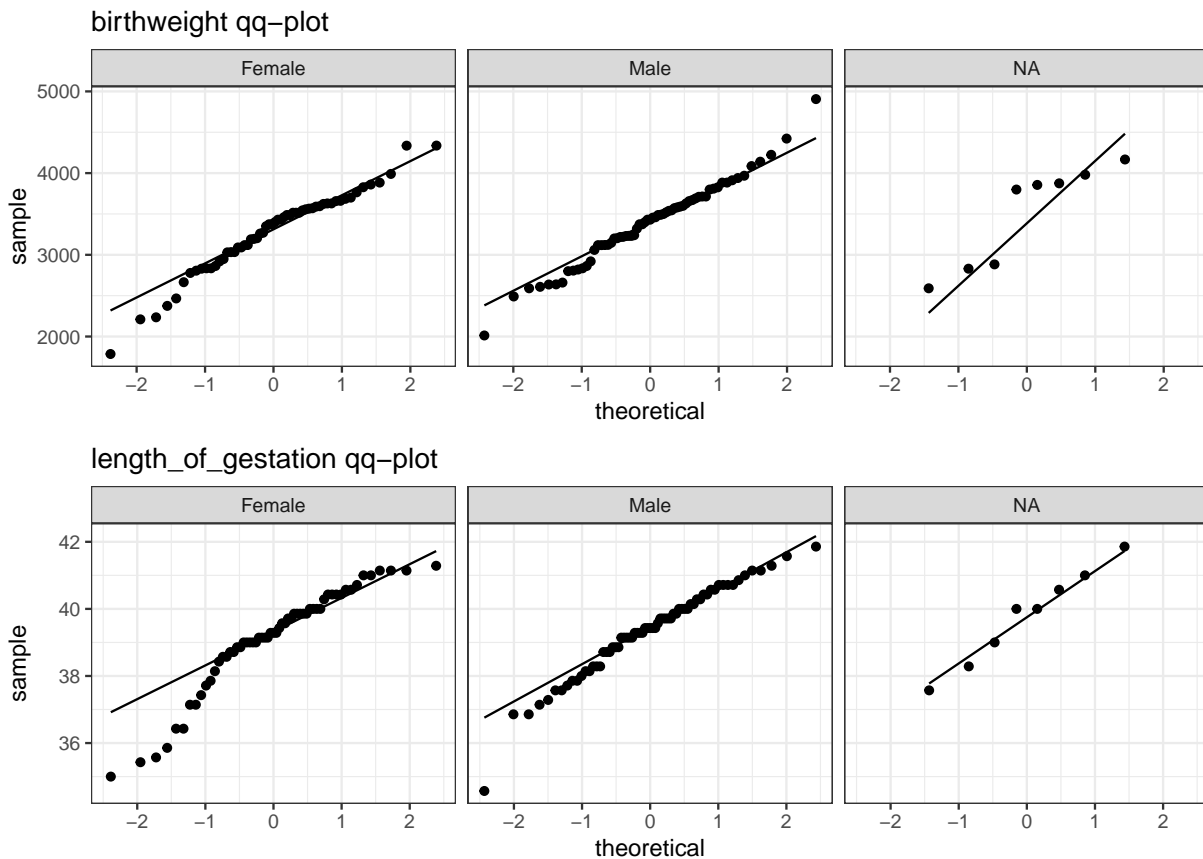 birthweight qq−plot
Female Male NA
5000
4000
3000
2000
sample
−2 −1 0 1 2 −2 −1 0 1 2 −2 −1 0 1 2
theoretical
length_of_gestation qq−plot
Female Male NA
42
40
38
36
sample
−2 −1 0 1 2 −2 −1 0 1 2 −2 −1 0 1 2
theoretical